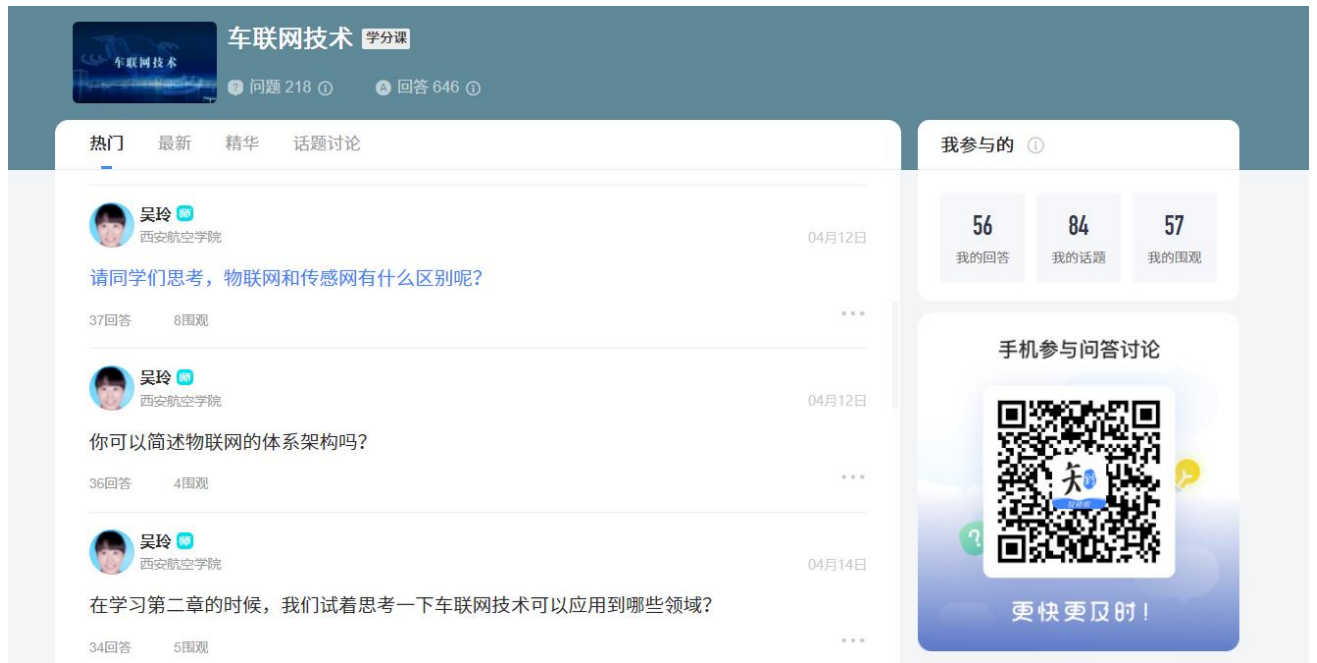 车联网技术 学分课
车联网技术
问题 218 回答 646
热门 最新 精华 话题讨论
吴玲 师
西安航空学院
04月12日
请同学们思考，物联网和传感网有什么区别呢？
37回答 8围观
吴玲 师
西安航空学院
04月12日
你可以简述物联网的体系架构吗？
36回答 4围观
吴玲 师
西安航空学院
04月14日
在学习第二章的时候，我们试着思考一下车联网技术可以应用到哪些领域？
34回答 5围观
我参与的
56 84 57
我的回答 我的话题 我的围观
手机参与问答讨论
知
更快更及时！